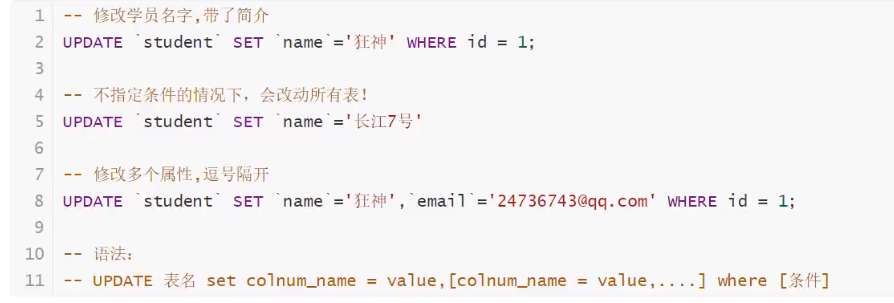 1 -- 修改学员名字,带了简介
2 UPDATE `student` SET `name`='狂神' WHERE id = 1;
3
4 -- 不指定条件的情况下，会改动所有表！
5 UPDATE `student` SET `name`='长江7号'
6
7 -- 修改多个属性,逗号隔开
8 UPDATE `student` SET `name`='狂神',`email`='24736743@qq.com' WHERE id = 1;
9
10 -- 语法：
11 -- UPDATE 表名 set colnum_name = value,[colnum_name = value,....] where [条件]